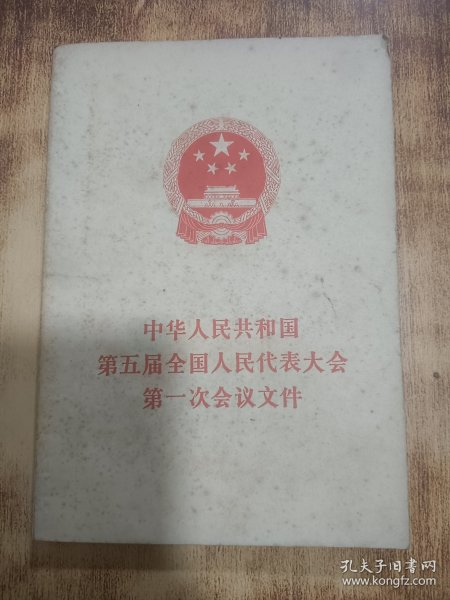 中华人民共和国
第五届全国人民代表大会
第一次会议文件
孔夫子旧书网
www.kongfz.com